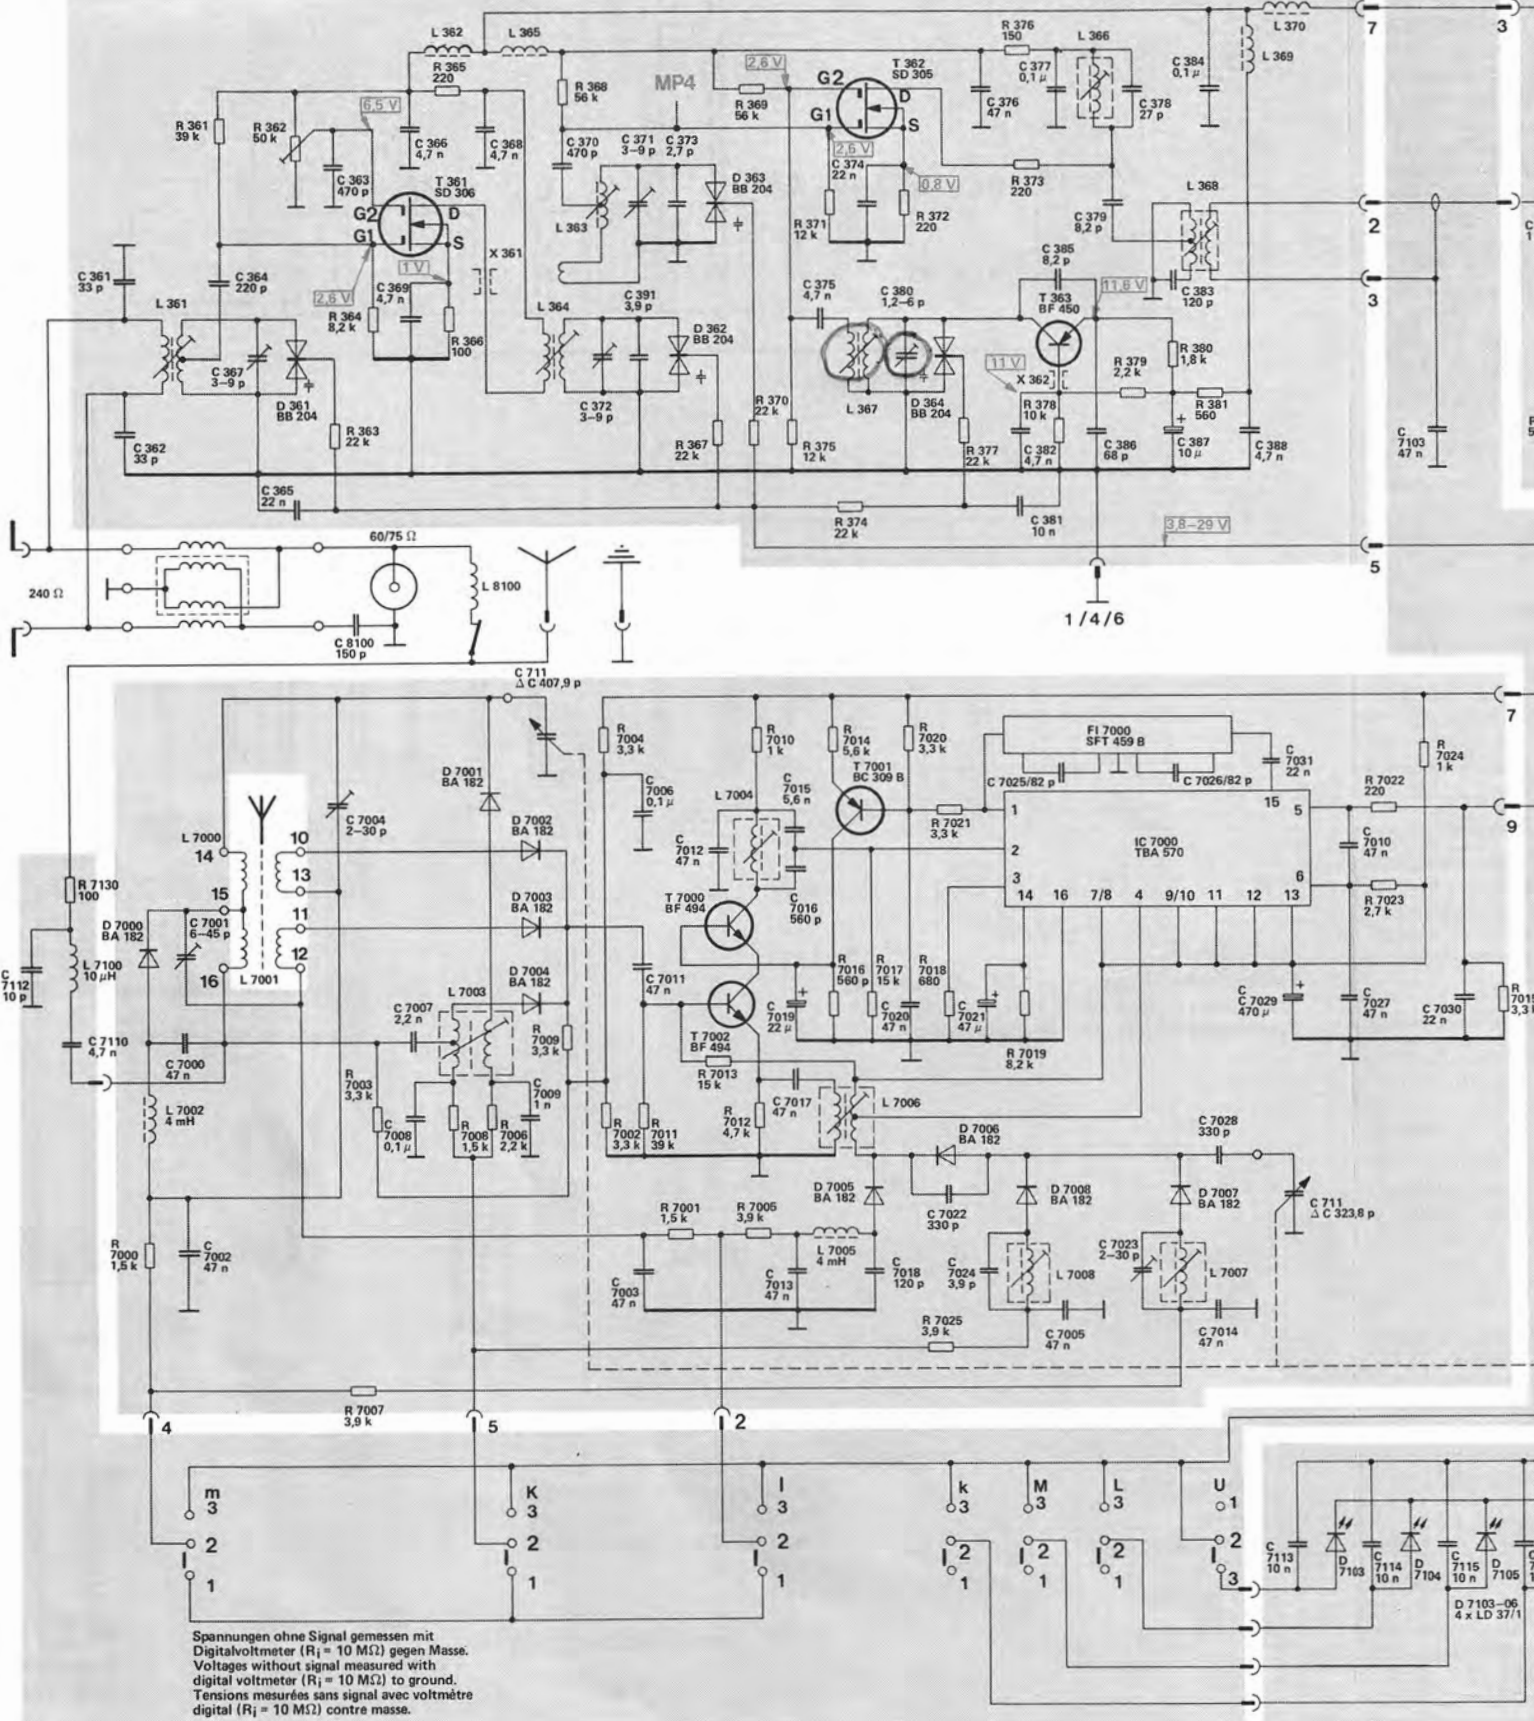 L 362
L 365
R 365
220
R 361
39 k
R 362
50 k
6,5 V
C 363
470 p
C 366
4,7 n
C 368
4,7 n
T 361
SD 306
G2
G1
D
S
1 V
2,6 V
X 361
C 361
33 p
C 364
220 p
L 361
C 367
3–9 p
D 361
BB 204
R 364
8,2 k
C 369
4,7 n
R 366
100
R 363
22 k
C 362
33 p
C 365
22 n
R 368
56 k
MP4
C 370
470 p
C 371
3–9 p
C 373
2,7 p
D 363
BB 204
L 363
L 364
C 391
3,9 p
D 362
BB 204
C 372
3–9 p
R 367
22 k
R 370
22 k
R 375
12 k
2,6 V
R 369
56 k
T 362
SD 305
G2
G1
D
S
2,6 V
C 374
22 n
0,8 V
R 371
12 k
R 372
220
R 376
150
C 376
47 n
C 377
0,1 µ
L 366
C 378
27 p
R 373
220
C 379
8,2 p
L 368
C 383
120 p
C 384
0,1 µ
L 369
L 370
C 375
4,7 n
C 380
1,2–6 p
L 367
D 364
BB 204
C 385
8,2 p
T 363
BF 450
11,6 V
11 V
X 362
R 379
2,2 k
R 380
1,8 k
R 381
560
R 378
10 k
R 377
22 k
C 382
4,7 n
C 386
68 p
+
C 387
10 µ
C 388
4,7 n
R 374
22 k
C 381
10 n
3,8–29 V
7
3
2
3
5
C
7103
47 n
1/4/6
240 Ω
60/75 Ω
C 8100
150 p
L 8100
C 711
Δ C 407,9 p
D 7001
BA 182
C 7004
2–30 p
L 7000
14
15
16
10
13
11
12
L 7001
C 7001
6–45 p
D 7000
BA 182
R 7130
100
L 7100
10 µH
C
7112
10 p
C 7110
4,7 n
C 7000
47 n
L 7002
4 mH
R
7000
1,5 k
C
7002
47 n
D 7002
BA 182
D 7003
BA 182
D 7004
BA 182
L 7003
C 7007
2,2 n
R
7003
3,3 k
C
7008
0,1 µ
R
7008
1,5 k
R
7006
2,2 k
C
7009
1 n
R
7009
3,3 k
R
7004
3,3 k
C
7006
0,1 µ
R
7010
1 k
L 7004
C
7012
47 n
C
7015
5,6 n
C
7016
560 p
R
7014
5,6 k
T 7001
BC 309 B
R
7020
3,3 k
R
7021
3,3 k
T 7000
BF 494
T 7002
BF 494
C 7011
47 n
R
7013
15 k
R
7012
4,7 k
R
7002
3,3 k
R
7011
39 k
+
C
7019
22 µ
R
7016
560 p
R
7017
15 k
C
7020
47 n
R
7018
680
+
C
7021
47 µ
R 7019
8,2 k
C 7017
47 n
L 7006
FI 7000
SFT 459 B
C 7025/82 p
C 7026/82 p
C
7031
22 n
IC 7000
TBA 570
1
2
3
15
5
6
14
16
7/8
4
9/10
11
12
13
R 7022
220
C
7010
47 n
R 7023
2,7 k
R
7024
1 k
7
9
+
C
C 7029
470 µ
C
7027
47 n
C 7030
22 n
D 7006
BA 182
C 7028
330 p
C 711
Δ C 323,8 p
D 7005
BA 182
C 7022
330 p
D 7008
BA 182
D 7007
BA 182
R 7001
1,5 k
R 7005
3,9 k
L 7005
4 mH
C
7003
47 n
C
7013
47 n
C
7018
120 p
C
7024
3,9 p
L 7008
C 7005
47 n
C 7023
2–30 p
L 7007
C 7014
47 n
R 7025
3,9 k
R 7007
3,9 k
4
5
2
m
3
2
1
K
3
2
1
l
3
2
1
k
3
2
1
M
3
2
1
L
3
2
1
U
1
2
3
C
7113
10 n
D
7103
C
7114
10 n
D
7104
C
7115
10 n
D
7105
D 7103–06
4 x LD 37/1
Spannungen ohne Signal gemessen mit
Digitalvoltmeter (Ri = 10 MΩ) gegen Masse.
Voltages without signal measured with
digital voltmeter (Ri = 10 MΩ) to ground.
Tensions mesurées sans signal avec voltmètre
digital (Ri = 10 MΩ) contre masse.